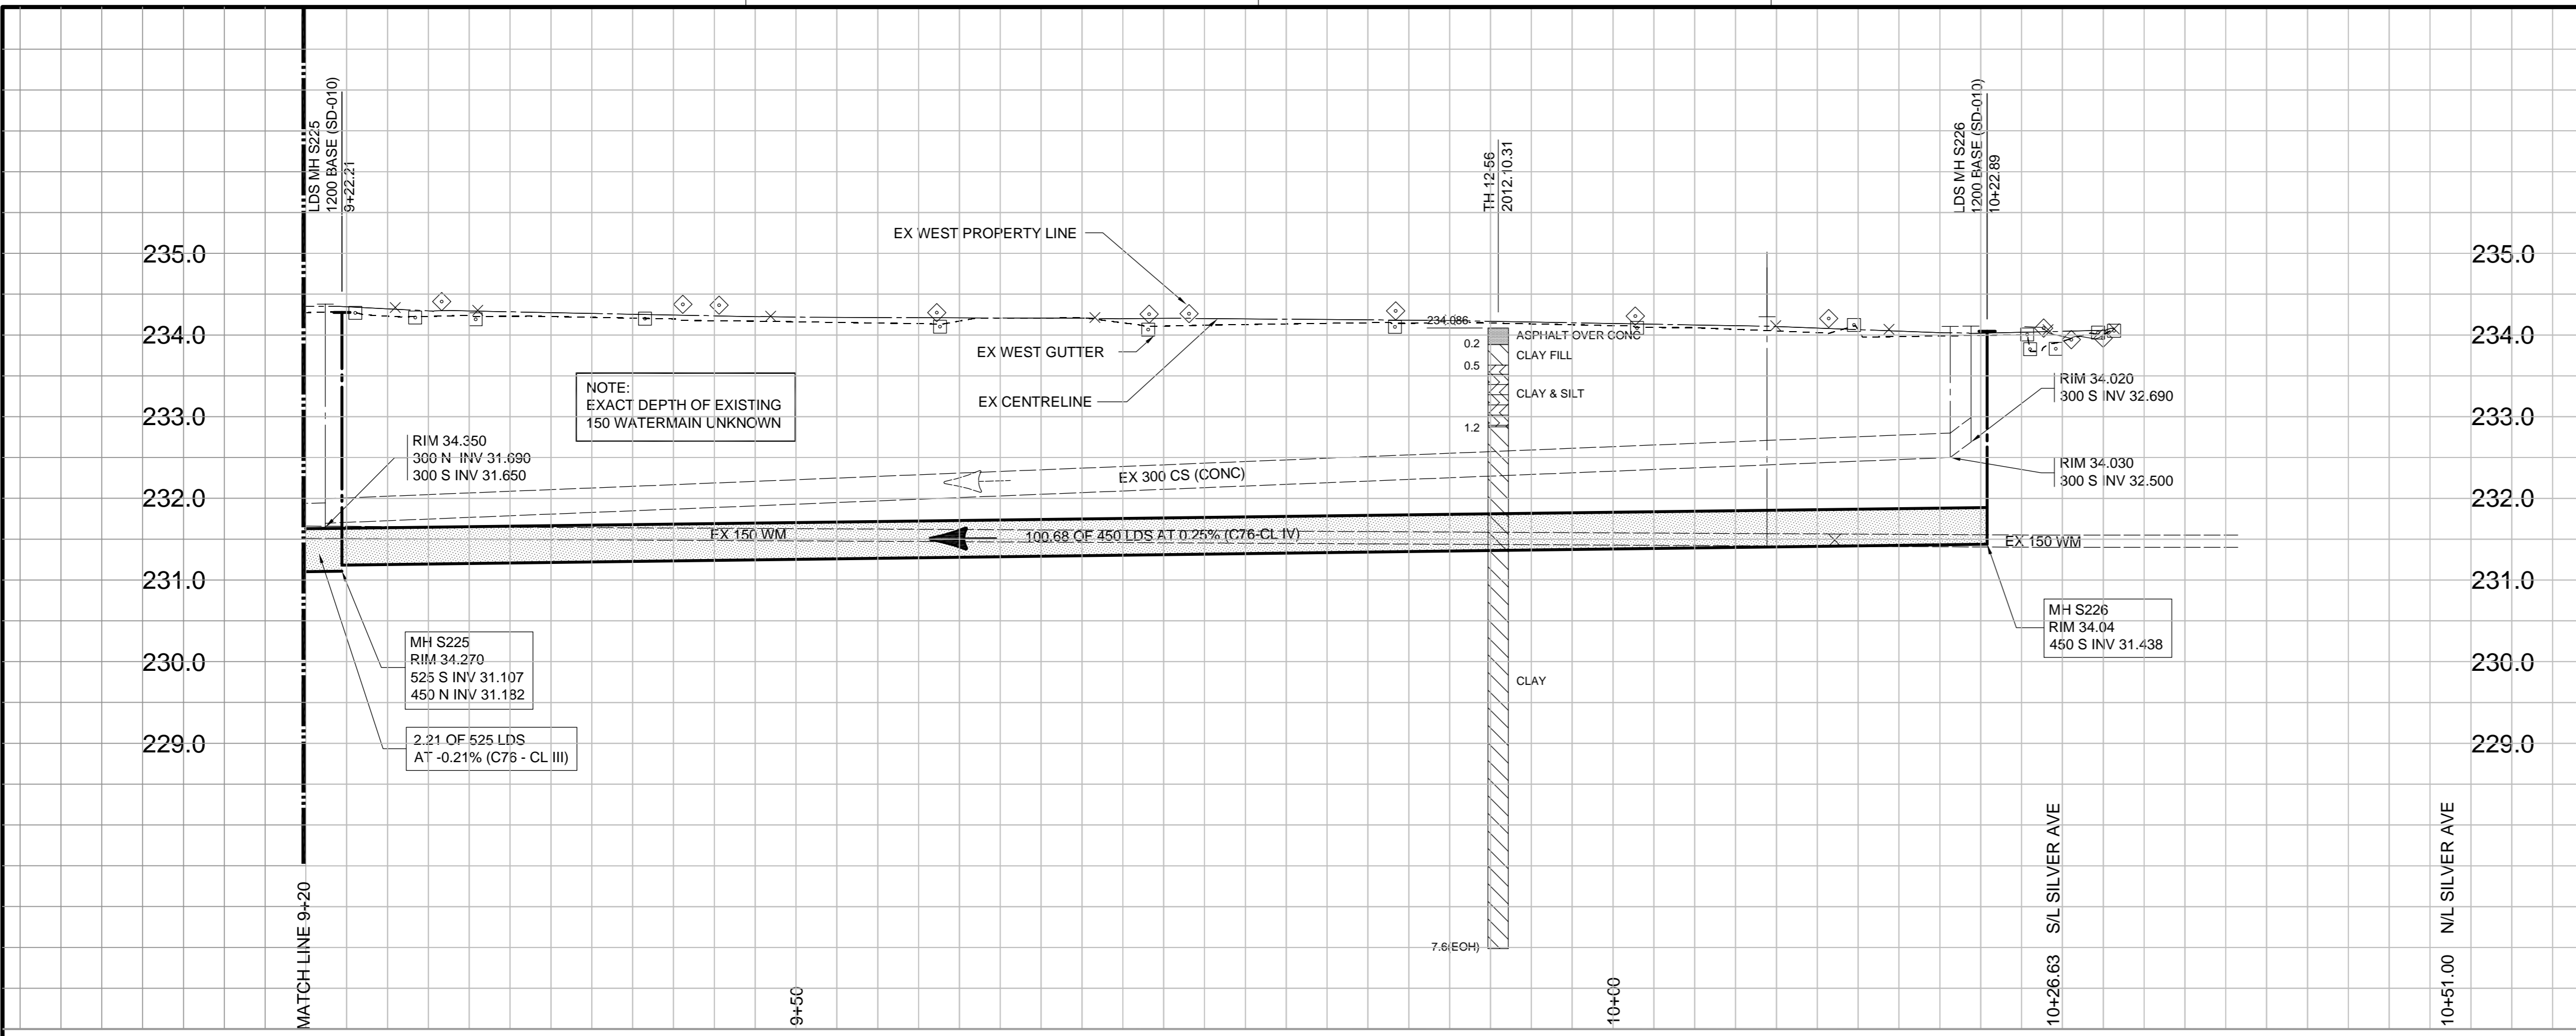 LDS MH S225
1200 BASE (SD-010)
9+22.21
TH 12-56
2012.10.31
LDS MH S226
1200 BASE (SD-010)
10+22.89
EX WEST PROPERTY LINE
235.0
235.0
234.086
234.0
ASPHALT OVER CONC
234.0
0.2
EX WEST GUTTER
CLAY FILL
0.5
NOTE:
EXACT DEPTH OF EXISTING
150 WATERMAIN UNKNOWN
EX CENTRELINE
CLAY & SILT
RIM 34.020
300 S INV 32.690
233.0
233.0
1.2
RIM 34.350
300 N INV 31.690
300 S INV 31.650
EX 300 CS (CONC)
RIM 34.030
300 S INV 32.500
232.0
232.0
EX 150 WM
100.68 OF 450 LDS AT 0.25% (C76-CL IV)
EX 150 WM
231.0
231.0
MH S226
RIM 34.04
450 S INV 31.438
MH S225
RIM 34.270
525 S INV 31.107
450 N INV 31.182
230.0
230.0
CLAY
2.21 OF 525 LDS
AT -0.21% (C76 - CL III)
229.0
229.0
7.6(EOH)
MATCH LINE 9+20
9+50
10+00
10+26.63 S/L SILVER AVE
10+51.00 N/L SILVER AVE